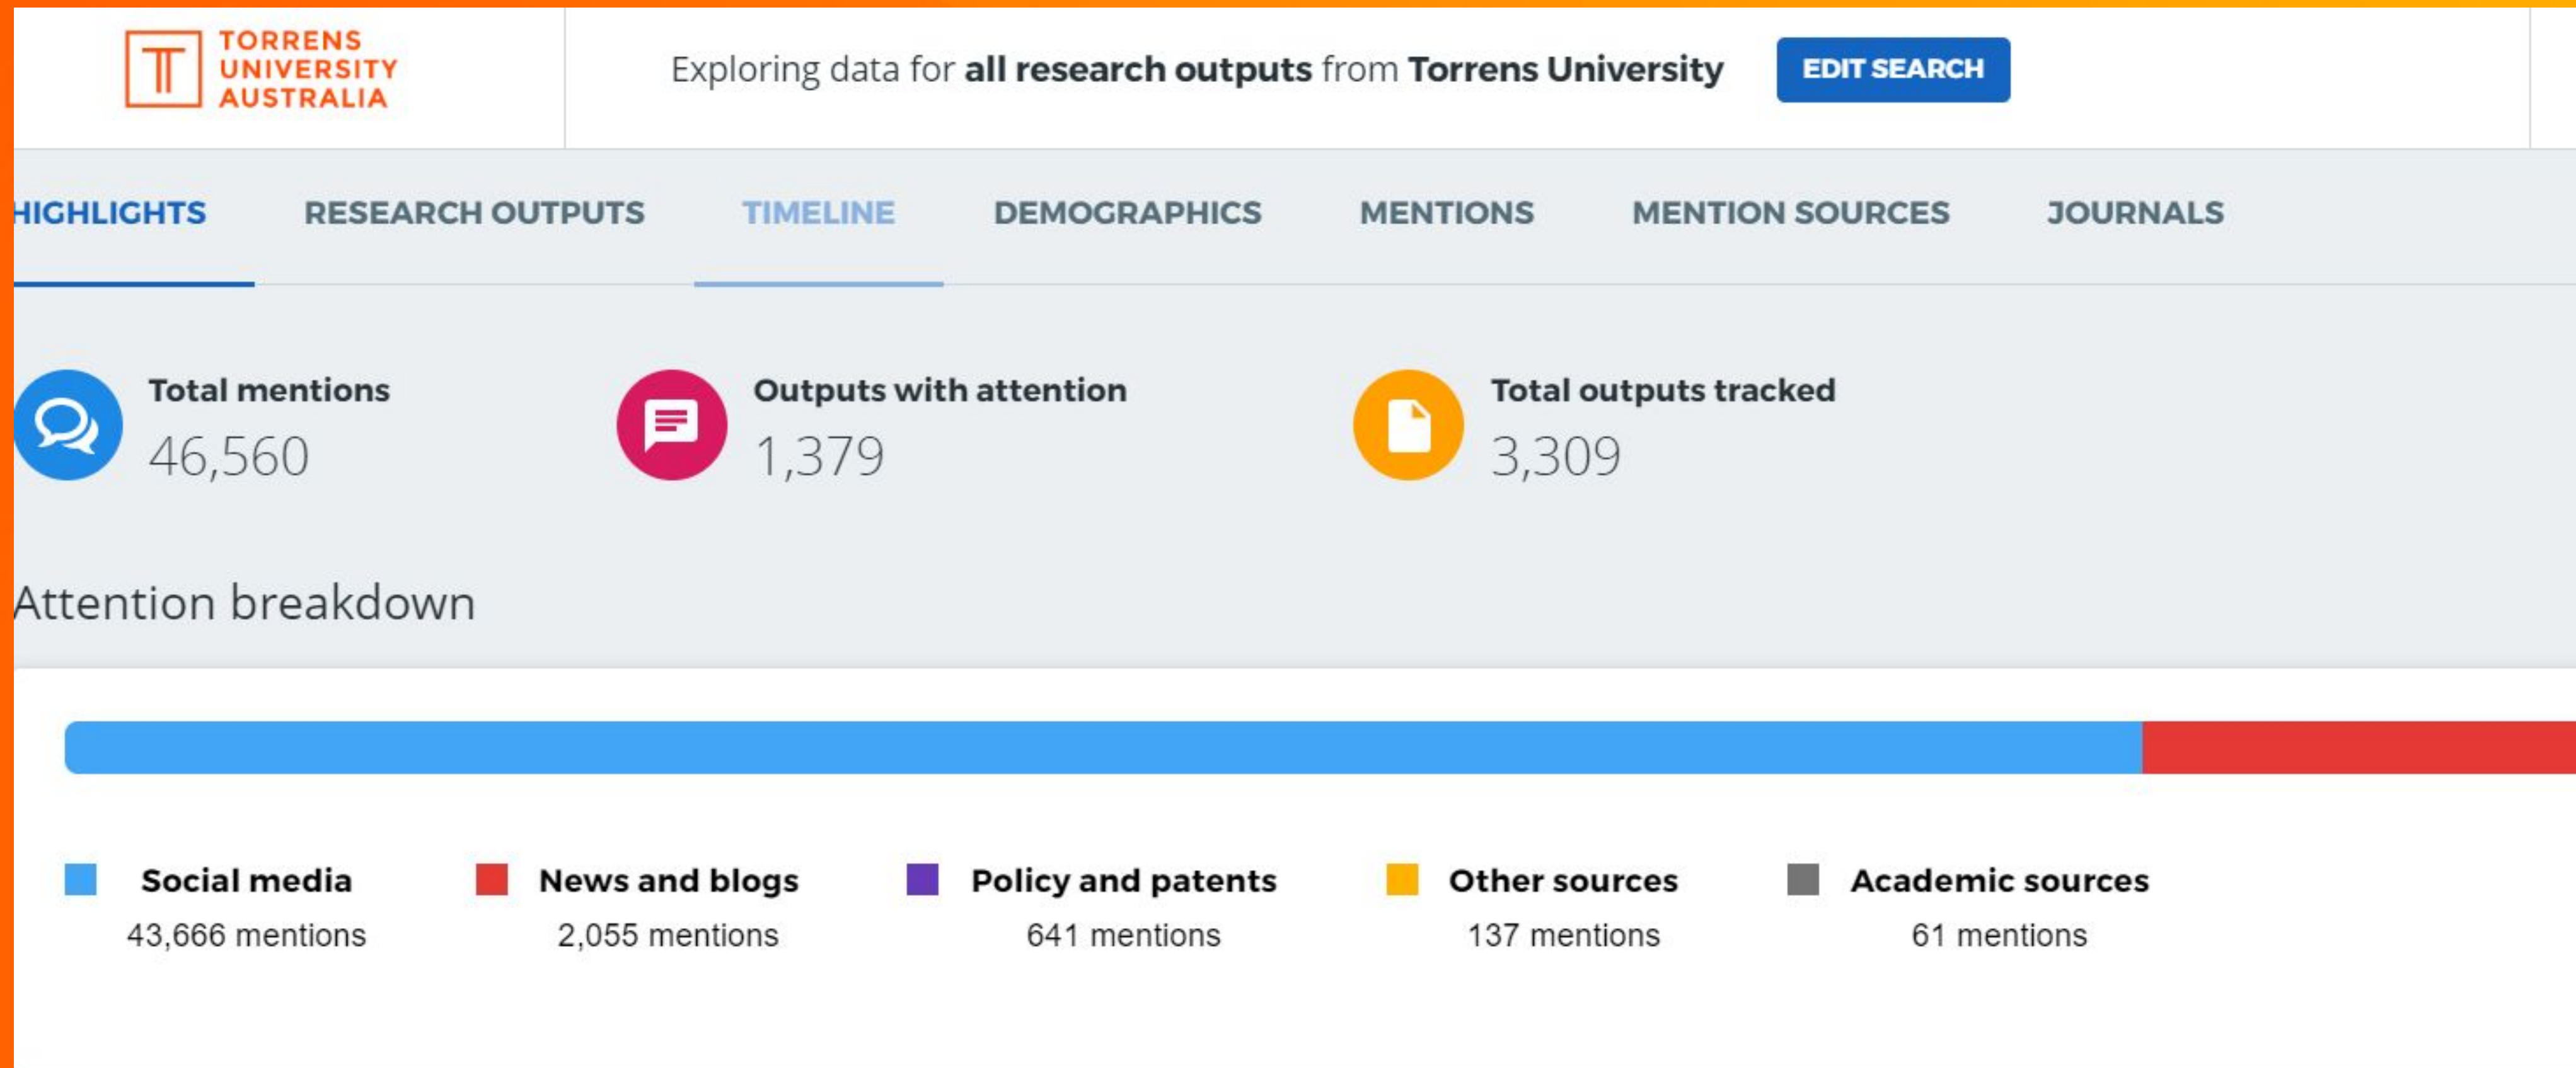 TORRENS
UNIVERSITY
AUSTRALIA
Exploring data for all research outputs from Torrens University
EDIT SEARCH
HIGHLIGHTS RESEARCH OUTPUTS TIMELINE DEMOGRAPHICS MENTIONS MENTION SOURCES JOURNALS
Total mentions
46,560
Outputs with attention
1,379
Total outputs tracked
3,309
Attention breakdown
Social media
43,666 mentions
News and blogs
2,055 mentions
Policy and patents
641 mentions
Other sources
137 mentions
Academic sources
61 mentions